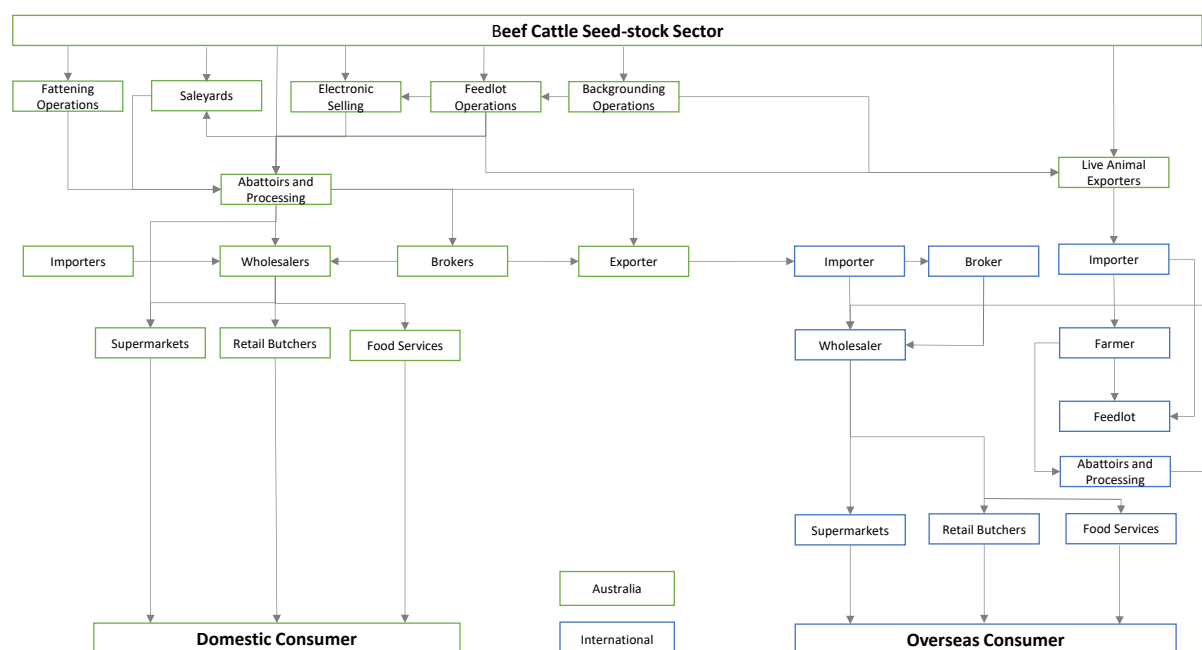 Beef Cattle Seed-stock Sector
Fattening
Operations
Saleyards
Electronic
Selling
Feedlot
Operations
Backgrounding
Operations
Abattoirs and
Processing
Live Animal
Exporters
Importers
Wholesalers
Brokers
Exporter
Importer
Broker
Importer
Supermarkets
Retail Butchers
Food Services
Wholesaler
Farmer
Feedlot
Abattoirs and
Processing
Supermarkets
Retail Butchers
Food Services
Australia
International
Domestic Consumer
Overseas Consumer